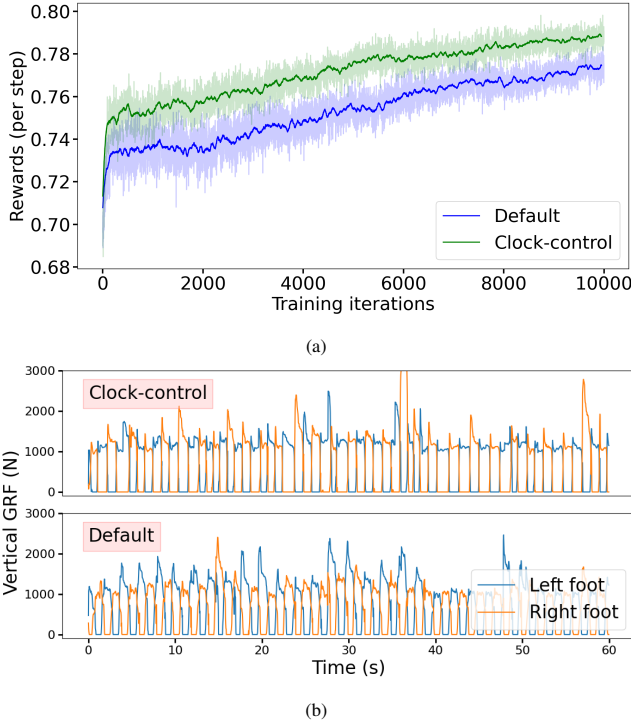 0.80
0.78
0.76
0.74
0.72
0.70
0.68
Rewards (per step)
Default
Clock-control
0 2000 4000 6000 8000 10000
Training iterations
(a)
Vertical GRF (N)
3000
2000
1000
0
Clock-control
3000
2000
1000
0
Default
Left foot
Right foot
0 10 20 30 40 50 60
Time (s)
(b)